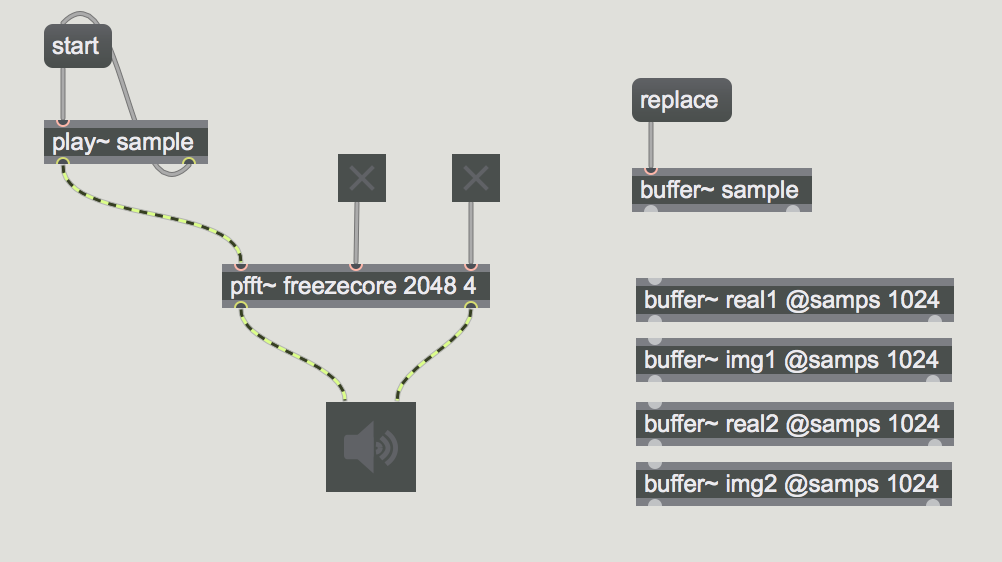 start
play~ sample
pfft~ freezecore 2048 4
replace
buffer~ sample
buffer~ real1 @samps 1024
buffer~ img1 @samps 1024
buffer~ real2 @samps 1024
buffer~ img2 @samps 1024